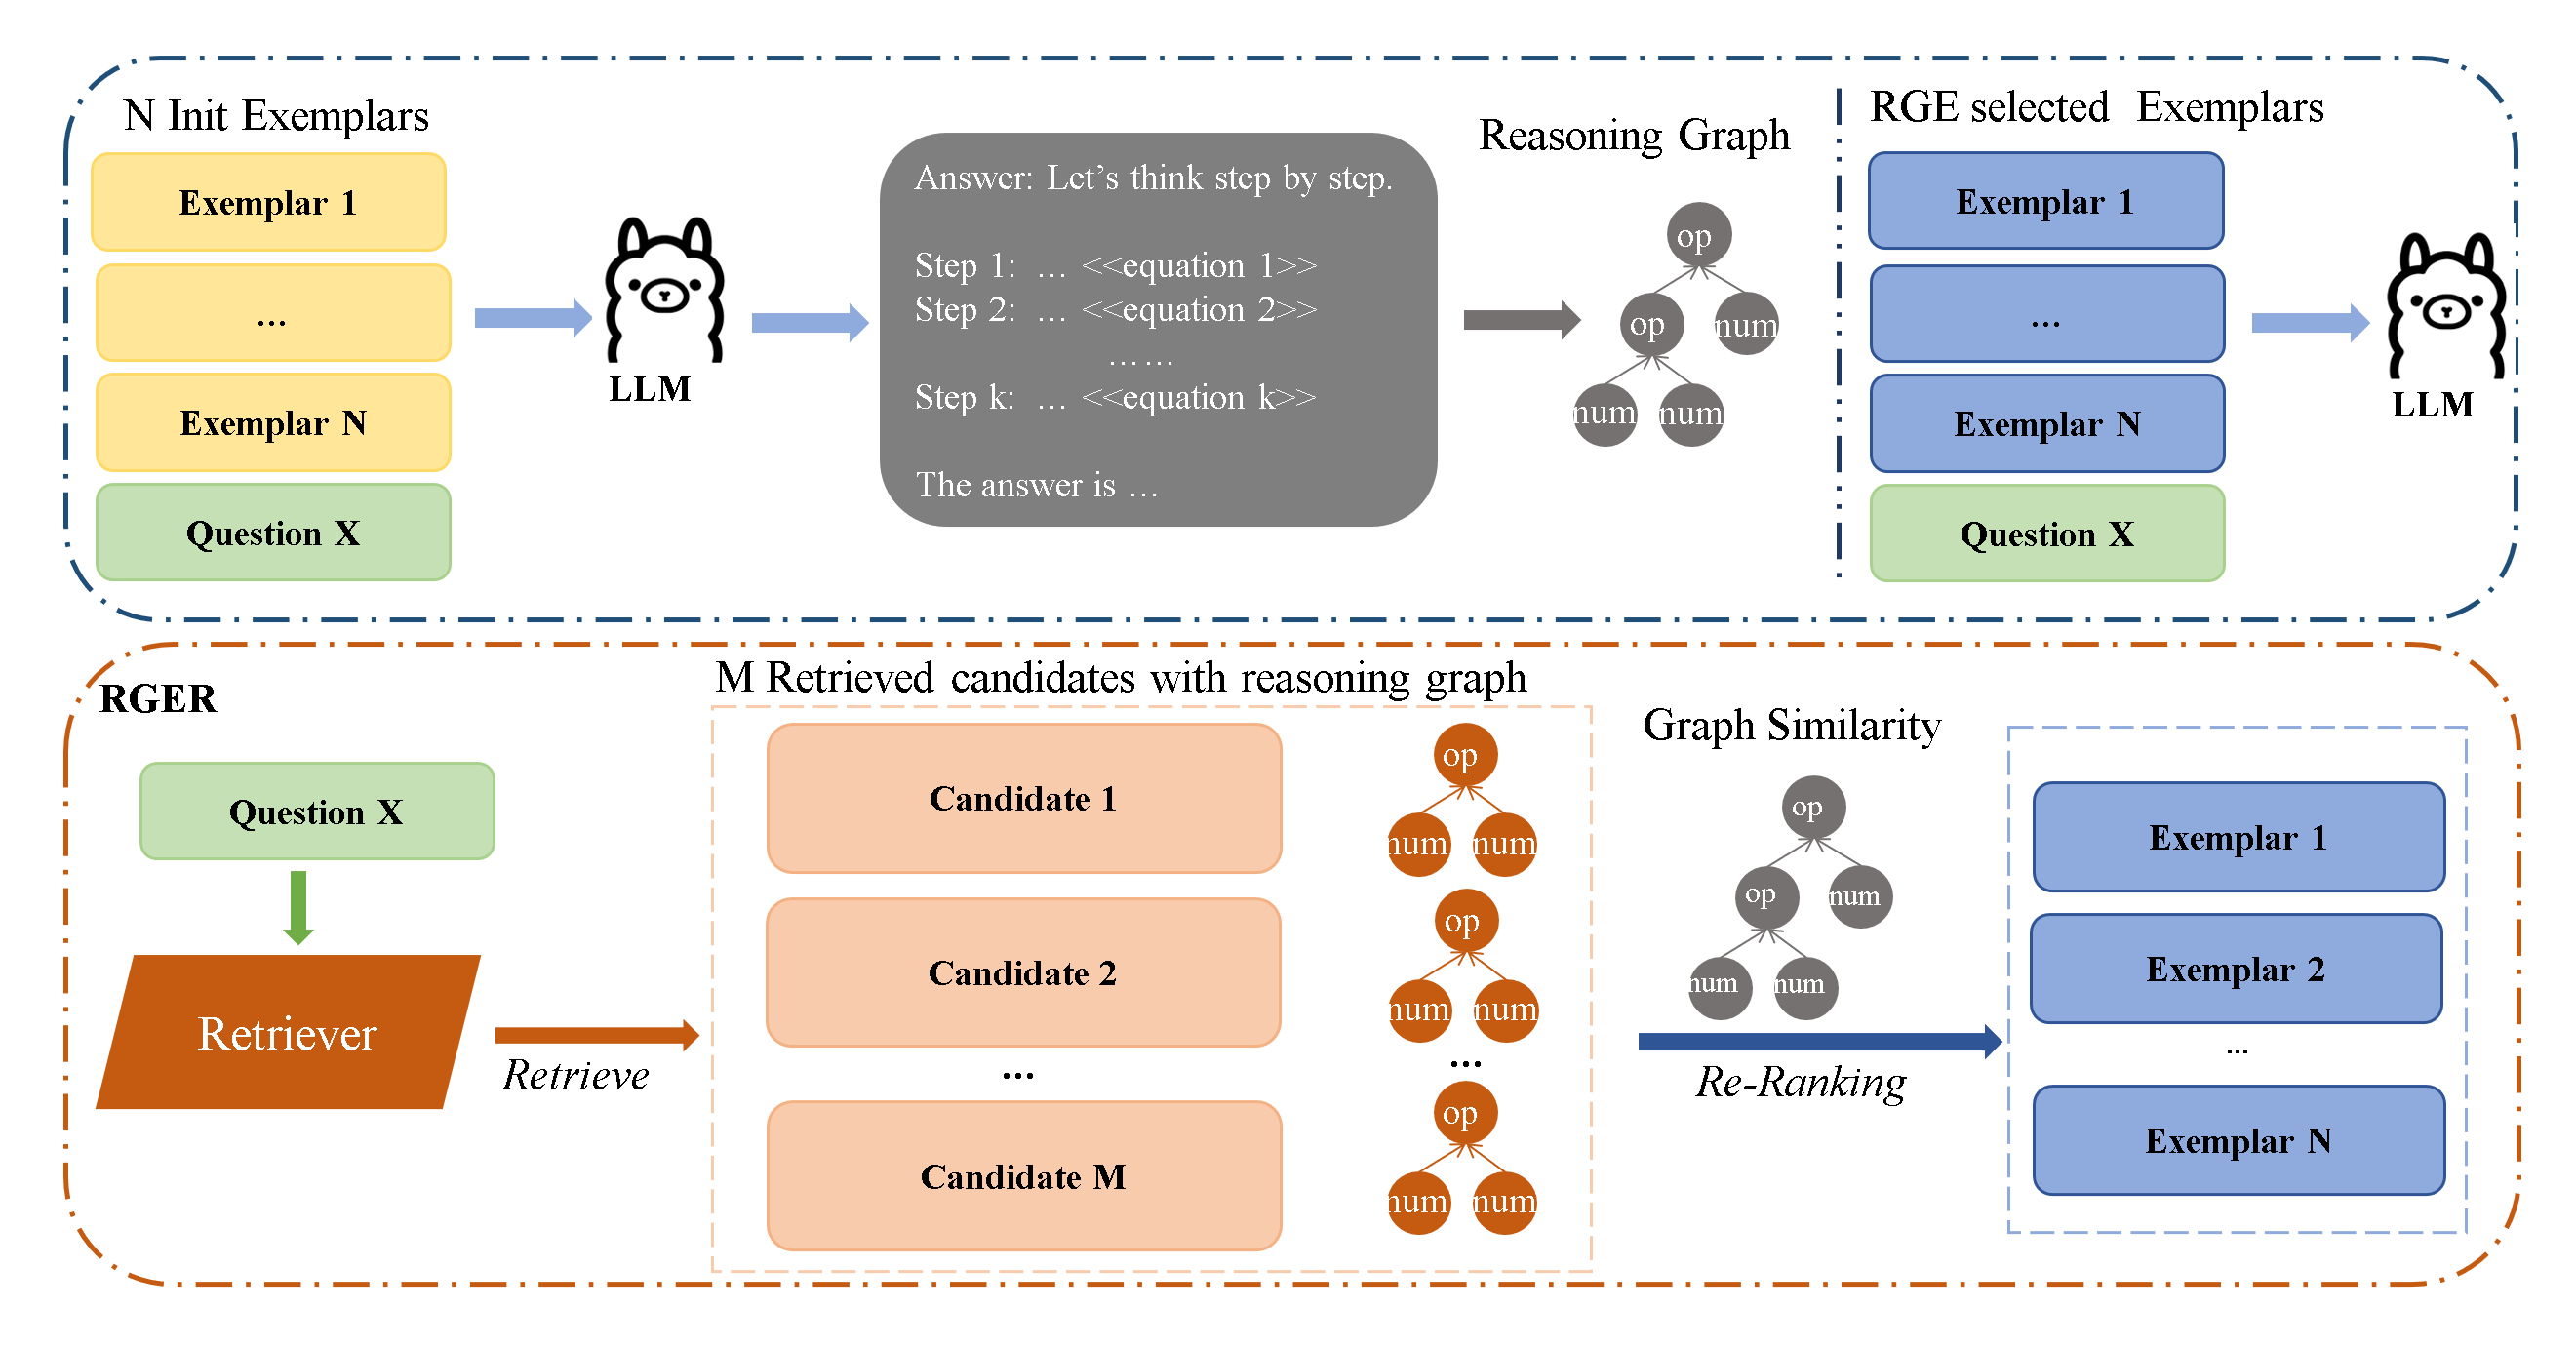 N Init Exemplars
Exemplar 1
...
Exemplar N
Question X
LLM
Answer: Let's think step by step.
Step 1: ... <<equation 1>>
Step 2: ... <<equation 2>>
... ...
Step k: ... <<equation k>>
The answer is ...
Reasoning Graph
op
op
num
num
num
RGE selected Exemplars
Exemplar 1
...
Exemplar N
Question X
LLM
RGER
Question X
Retriever
Retrieve
M Retrieved candidates with reasoning graph
Candidate 1
op
num
num
Candidate 2
op
num
num
...
...
Candidate M
op
num
num
Graph Similarity
op
op
num
num
num
Re-Ranking
Exemplar 1
Exemplar 2
...
Exemplar N